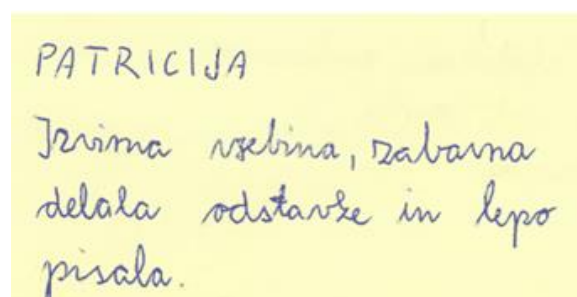 PATRICIJA
Izvirna vsebina, zabavna
delala odstavke in lepo
pisala.